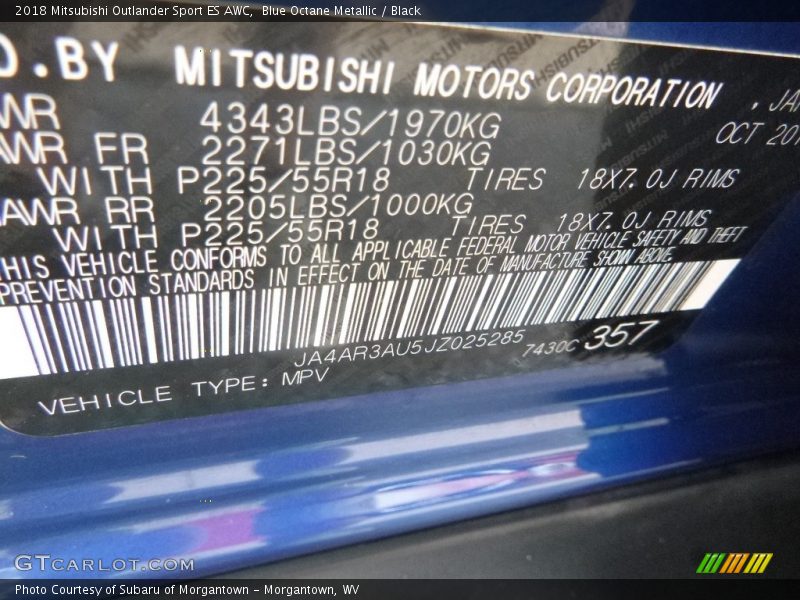 2018 Mitsubishi Outlander Sport ES AWC, Blue Octane Metallic / Black
D.BY MITSUBISHI MOTORS CORPORATION , JAP
WR 4343LBS/1970KG OCT 201
AWR FR 2271LBS/1030KG
WITH P225/55R18 TIRES 18X7.0J RIMS
AWR RR 2205LBS/1000KG
WITH P225/55R18 TIRES 18X7.0J RIMS
HIS VEHICLE CONFORMS TO ALL APPLICABLE FEDERAL MOTOR VEHICLE SAFETY AND THEFT
PREVENTION STANDARDS IN EFFECT ON THE DATE OF MANUFACTURE SHOWN ABOVE.
JA4AR3AU5JZ025285 7430C 357
VEHICLE TYPE: MPV
GTCARLOT.COM
Photo Courtesy of Subaru of Morgantown - Morgantown, WV